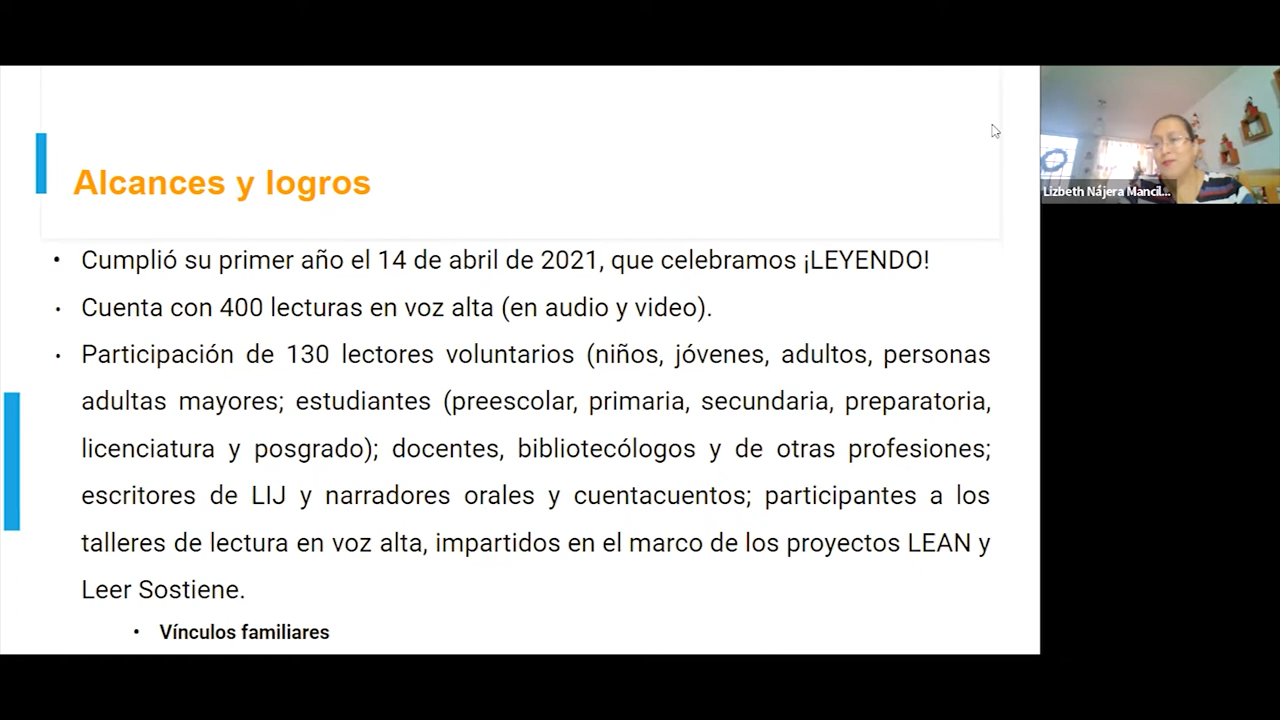 Alcances y logros
• Cumplió su primer año el 14 de abril de 2021, que celebramos ¡LEYENDO!
• Cuenta con 400 lecturas en voz alta (en audio y video).
• Participación de 130 lectores voluntarios (niños, jóvenes, adultos, personas
adultas mayores; estudiantes (preescolar, primaria, secundaria, preparatoria,
licenciatura y posgrado); docentes, bibliotecólogos y de otras profesiones;
escritores de LIJ y narradores orales y cuentacuentos; participantes a los
talleres de lectura en voz alta, impartidos en el marco de los proyectos LEAN y
Leer Sostiene.
• Vínculos familiares
Lizbeth Nájera Mancil...